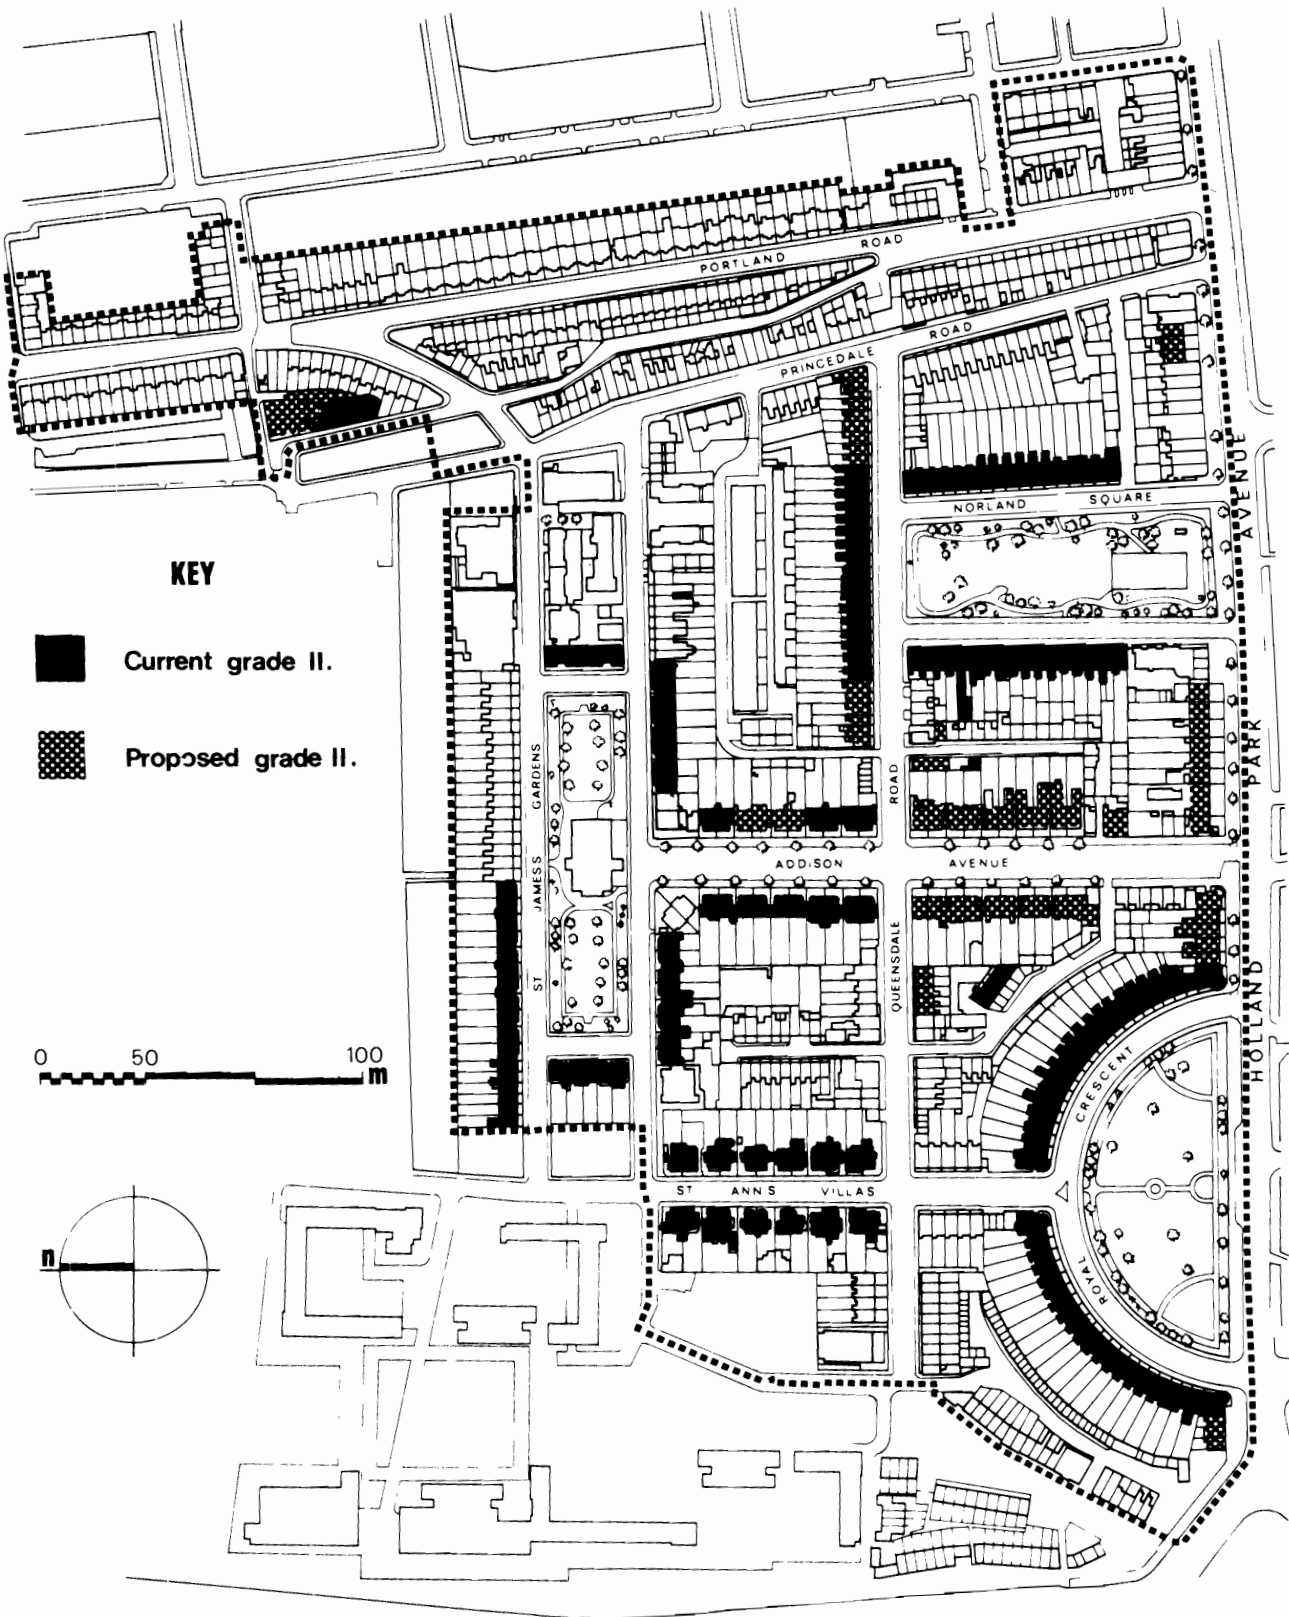 PORTLAND ROAD
PRINCEDALE ROAD
NORLAND SQUARE
KEY
Current grade II.
Proposed grade II.
ST JAMES'S GARDENS
QUEENSDALE ROAD
ADDISON AVENUE
HOLLAND PARK AVENUE
0 50 100 m
ROYAL CRESCENT
ST ANN'S VILLAS
n